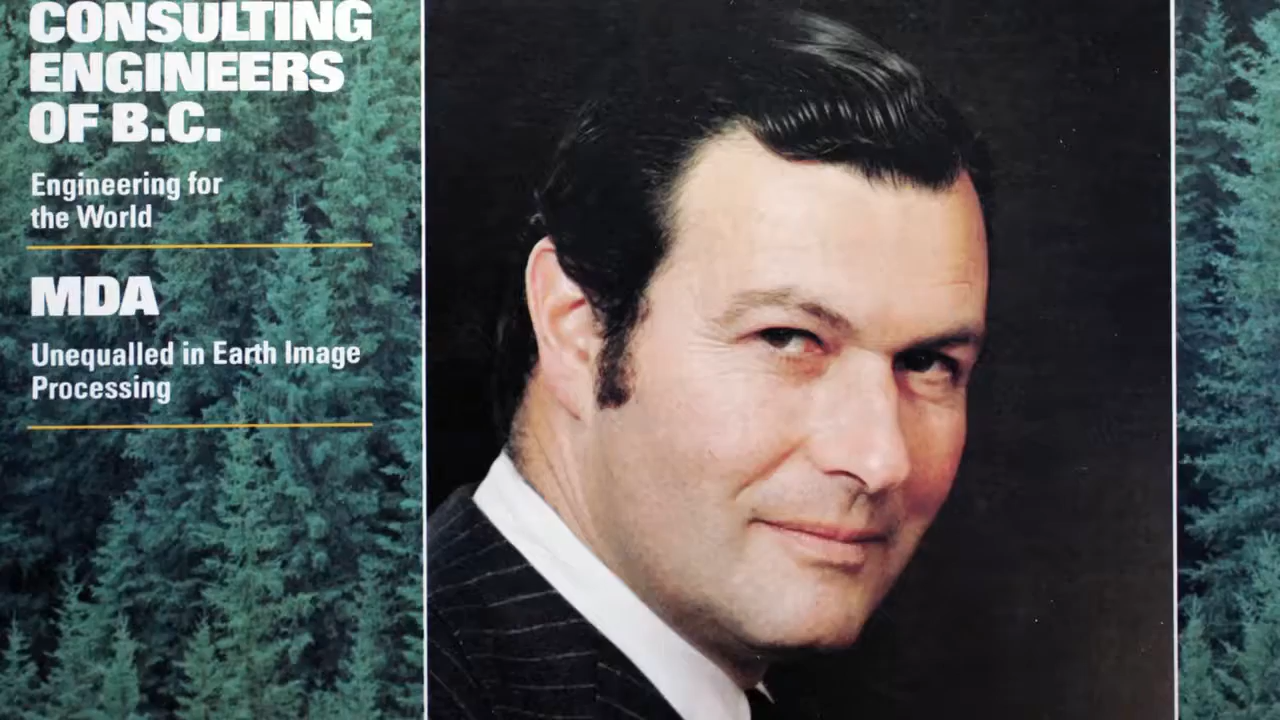 CONSULTING
ENGINEERS
OF B.C.
Engineering for
the World
MDA
Unequalled in Earth Image
Processing